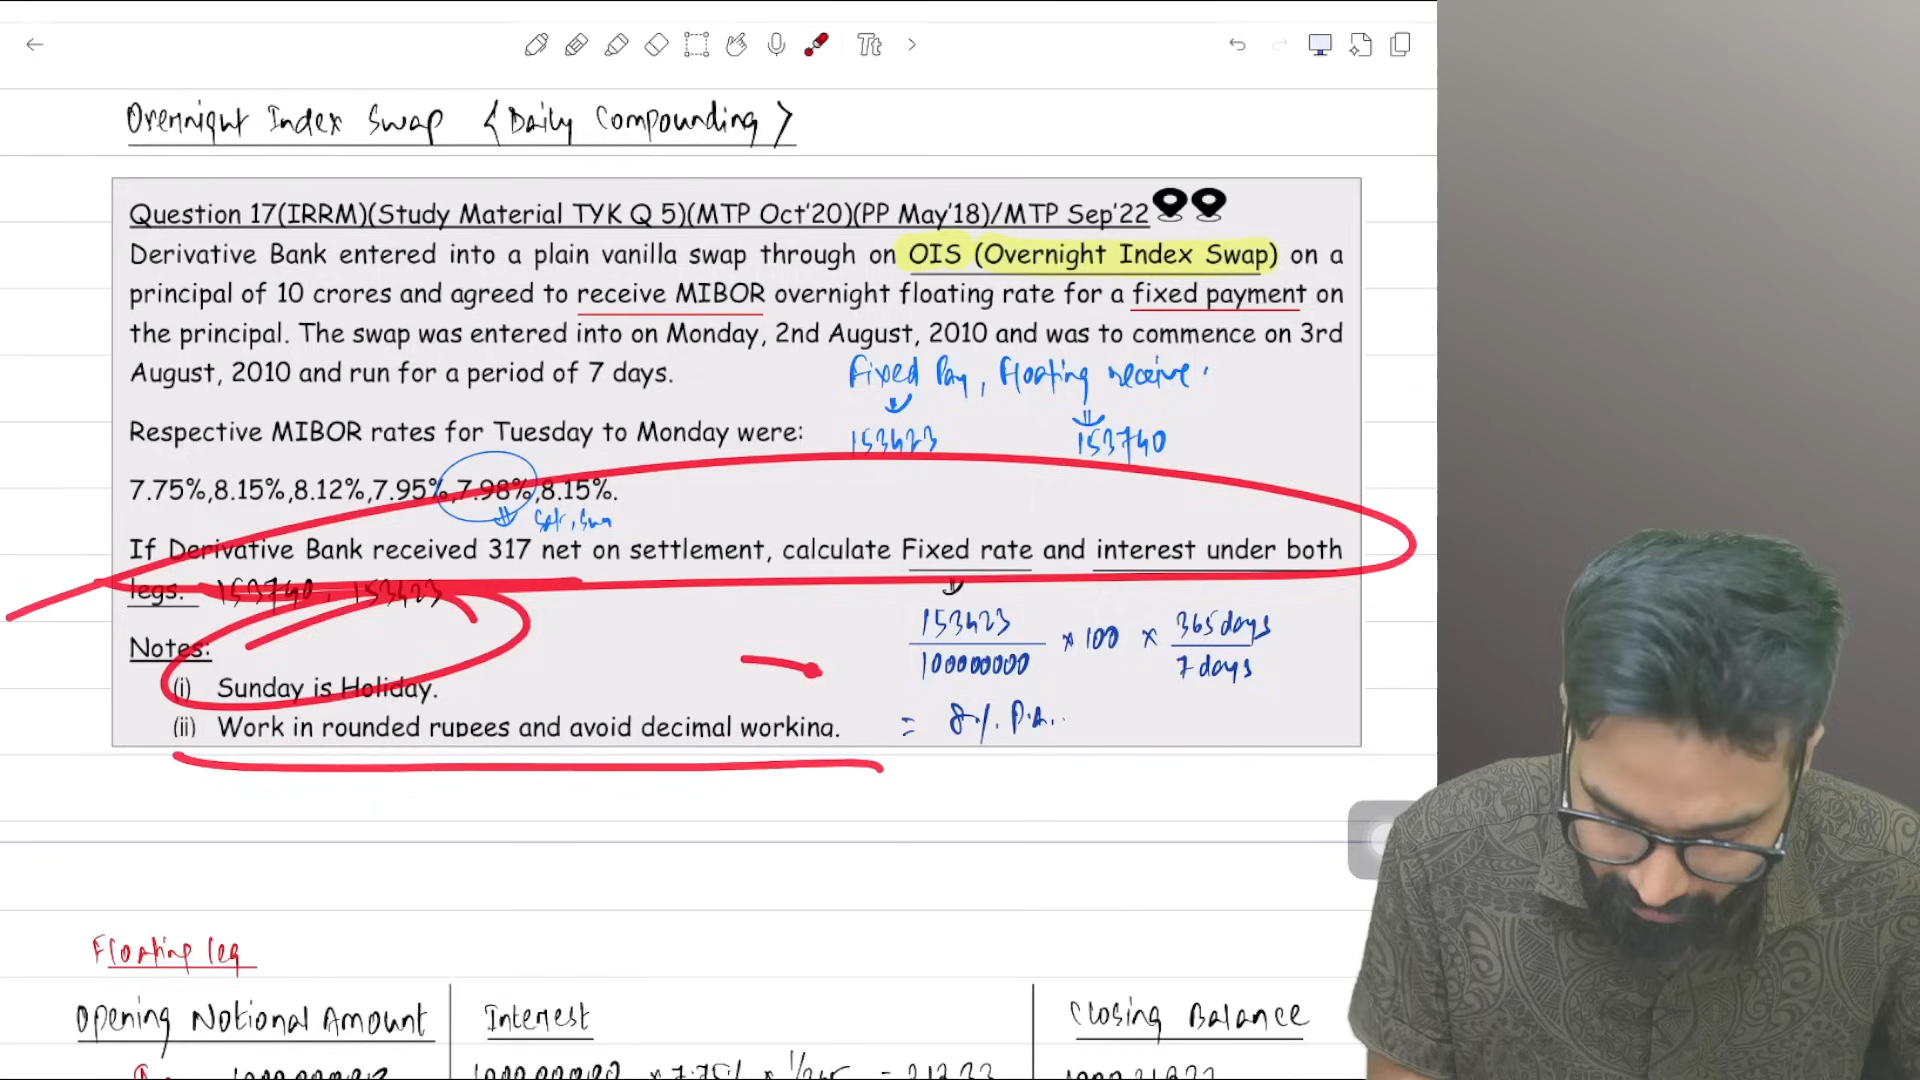 Tt
Overnight Index Swap <Daily Compounding>
Question 17(IRRM)(Study Material TYK Q 5)(MTP Oct'20)(PP May'18)/MTP Sep'22
Derivative Bank entered into a plain vanilla swap through on OIS (Overnight Index Swap) on a
principal of 10 crores and agreed to receive MIBOR overnight floating rate for a fixed payment on
the principal. The swap was entered into on Monday, 2nd August, 2010 and was to commence on 3rd
August, 2010 and run for a period of 7 days.
Fixed Pay, Floating receive.
Respective MIBOR rates for Tuesday to Monday were:
153423 153740
7.75%,8.15%,8.12%,7.95%,7.98%,8.15%.
Sat, Sun
If Derivative Bank received 317 net on settlement, calculate Fixed rate and interest under both
legs. 153740, 153423
153423 / 100000000 × 100 × 365 days / 7 days
Notes:
(i) Sunday is Holiday.
= 8% P.A..
(ii) Work in rounded rupees and avoid decimal working.
Floating leg
Opening Notional Amount Interest Closing Balance
× 7.75% × 1/365 = 21233